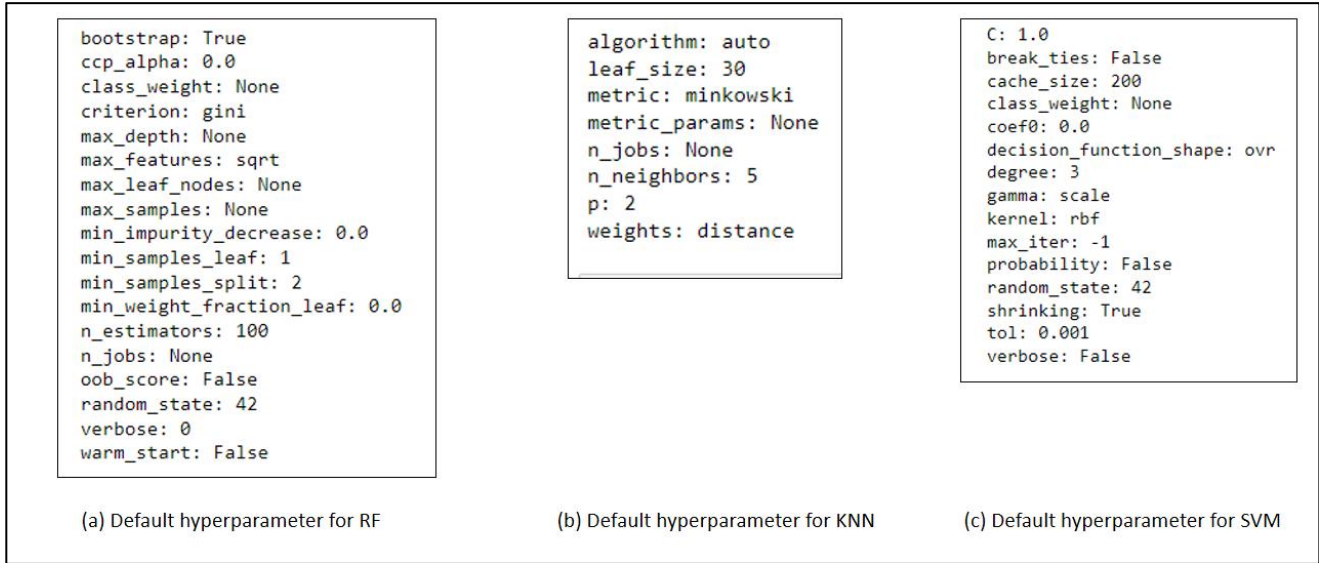 bootstrap: True
ccp_alpha: 0.0
class_weight: None
criterion: gini
max_depth: None
max_features: sqrt
max_leaf_nodes: None
max_samples: None
min_impurity_decrease: 0.0
min_samples_leaf: 1
min_samples_split: 2
min_weight_fraction_leaf: 0.0
n_estimators: 100
n_jobs: None
oob_score: False
random_state: 42
verbose: 0
warm_start: False
(a) Default hyperparameter for RF
algorithm: auto
leaf_size: 30
metric: minkowski
metric_params: None
n_jobs: None
n_neighbors: 5
p: 2
weights: distance
(b) Default hyperparameter for KNN
C: 1.0
break_ties: False
cache_size: 200
class_weight: None
coef0: 0.0
decision_function_shape: ovr
degree: 3
gamma: scale
kernel: rbf
max_iter: -1
probability: False
random_state: 42
shrinking: True
tol: 0.001
verbose: False
(c) Default hyperparameter for SVM